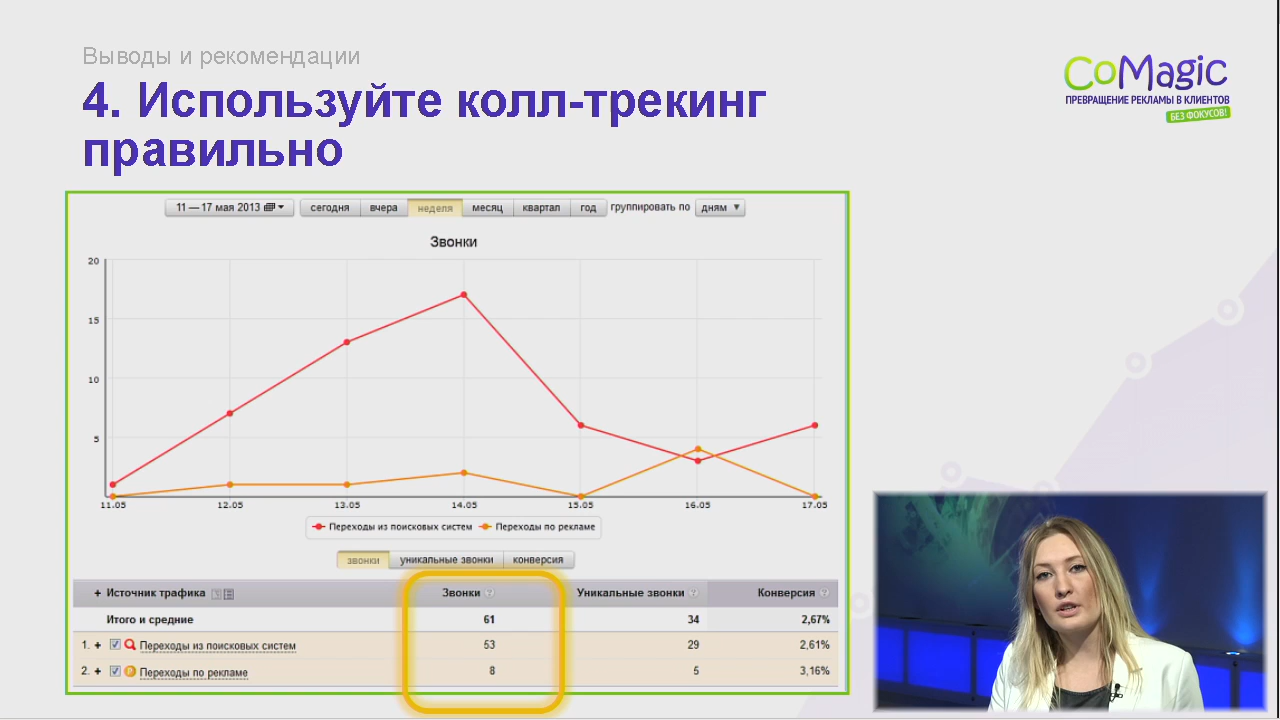 Выводы и рекомендации
4. Используйте колл-трекинг
правильно
CoMagic
ПРЕВРАЩЕНИЕ РЕКЛАМЫ В КЛИЕНТОВ
БЕЗ ФОКУСОВ!
11 — 17 мая 2013 сегодня вчера неделя месяц квартал год группировать по дням
Звонки
20
15
10
5
11.05 12.05 13.05 14.05 15.05 16.05 17.05
Переходы из поисковых систем Переходы по рекламе
звонки уникальные звонки конверсия
+ Источник трафика Звонки ? Уникальные звонки ? Конверсия ?
Итого и средние 61 34 2,67%
1. + Переходы из поисковых систем 53 29 2,61%
2. + Переходы по рекламе 8 5 3,16%